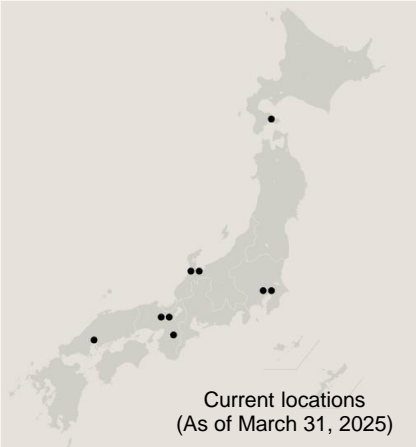 Current locations
(As of March 31, 2025)